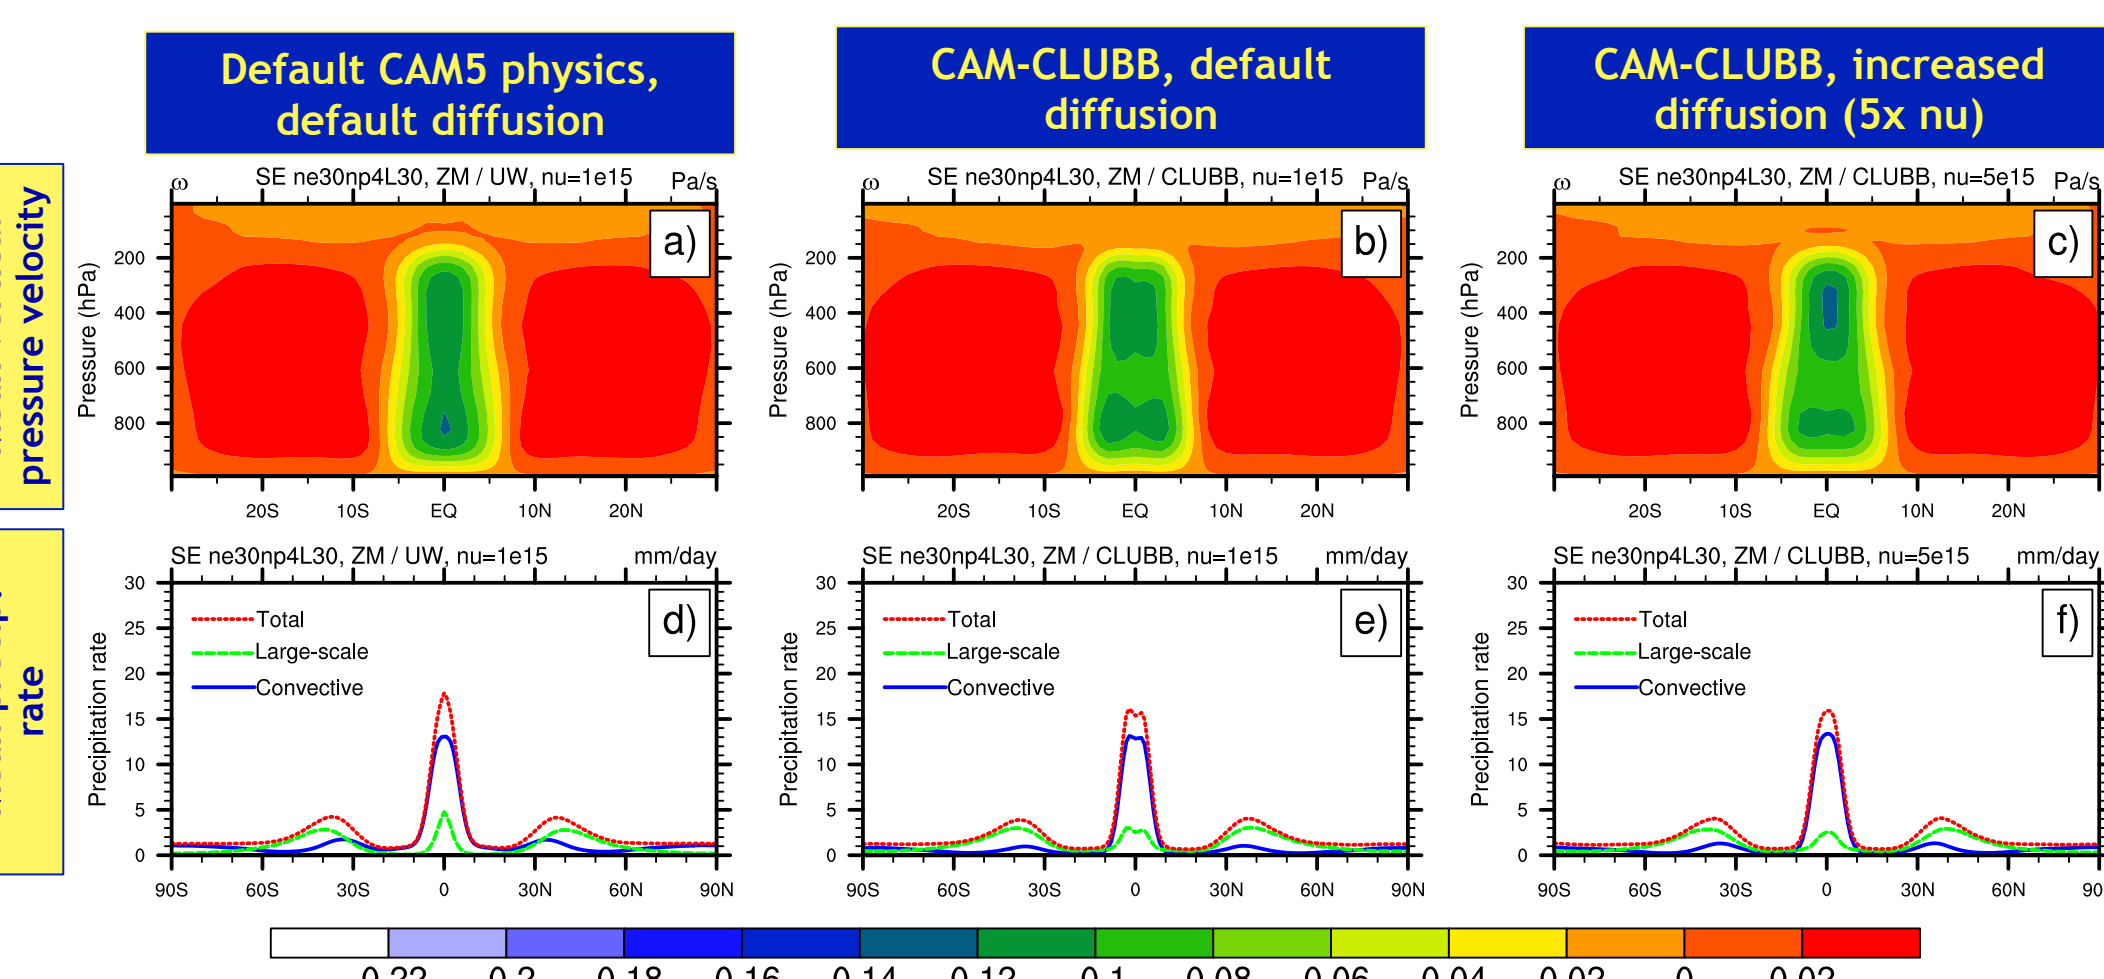 Default CAM5 physics,
default diffusion
CAM-CLUBB, default
diffusion
CAM-CLUBB, increased
diffusion (5x nu)
pressure velocity
ω SE ne30np4L30, ZM / UW, nu=1e15 Pa/s
a)
Pressure (hPa)
200
400
600
800
20S 10S EQ 10N 20N
ω SE ne30np4L30, ZM / CLUBB, nu=1e15 Pa/s
b)
Pressure (hPa)
200
400
600
800
20S 10S EQ 10N 20N
ω SE ne30np4L30, ZM / CLUBB, nu=5e15 Pa/s
c)
Pressure (hPa)
200
400
600
800
20S 10S EQ 10N 20N
rate
SE ne30np4L30, ZM / UW, nu=1e15 mm/day
d)
Total
Large-scale
Convective
Precipitation rate
30
25
20
15
10
5
0
90S 60S 30S 0 30N 60N 90N
SE ne30np4L30, ZM / CLUBB, nu=1e15 mm/day
e)
Total
Large-scale
Convective
Precipitation rate
30
25
20
15
10
5
0
90S 60S 30S 0 30N 60N 90N
SE ne30np4L30, ZM / CLUBB, nu=5e15 mm/day
f)
Total
Large-scale
Convective
Precipitation rate
30
25
20
15
10
5
0
90S 60S 30S 0 30N 60N 90